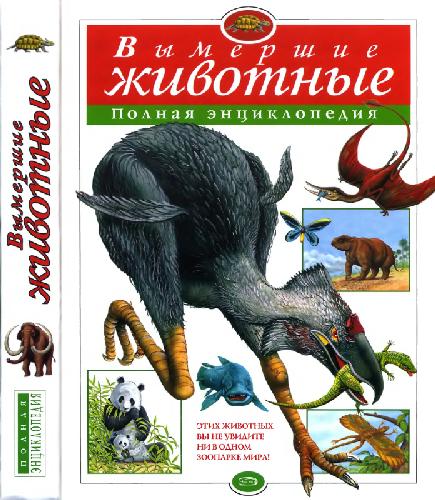 Вымершие
животные
Полная энциклопедия
ЭТИХ ЖИВОТНЫХ
ВЫ НЕ УВИДИТЕ
НИ В ОДНОМ
ЗООПАРКЕ МИРА!
Вымершие
животные
ПОЛНАЯ
ЭНЦИКЛОПЕДИЯ